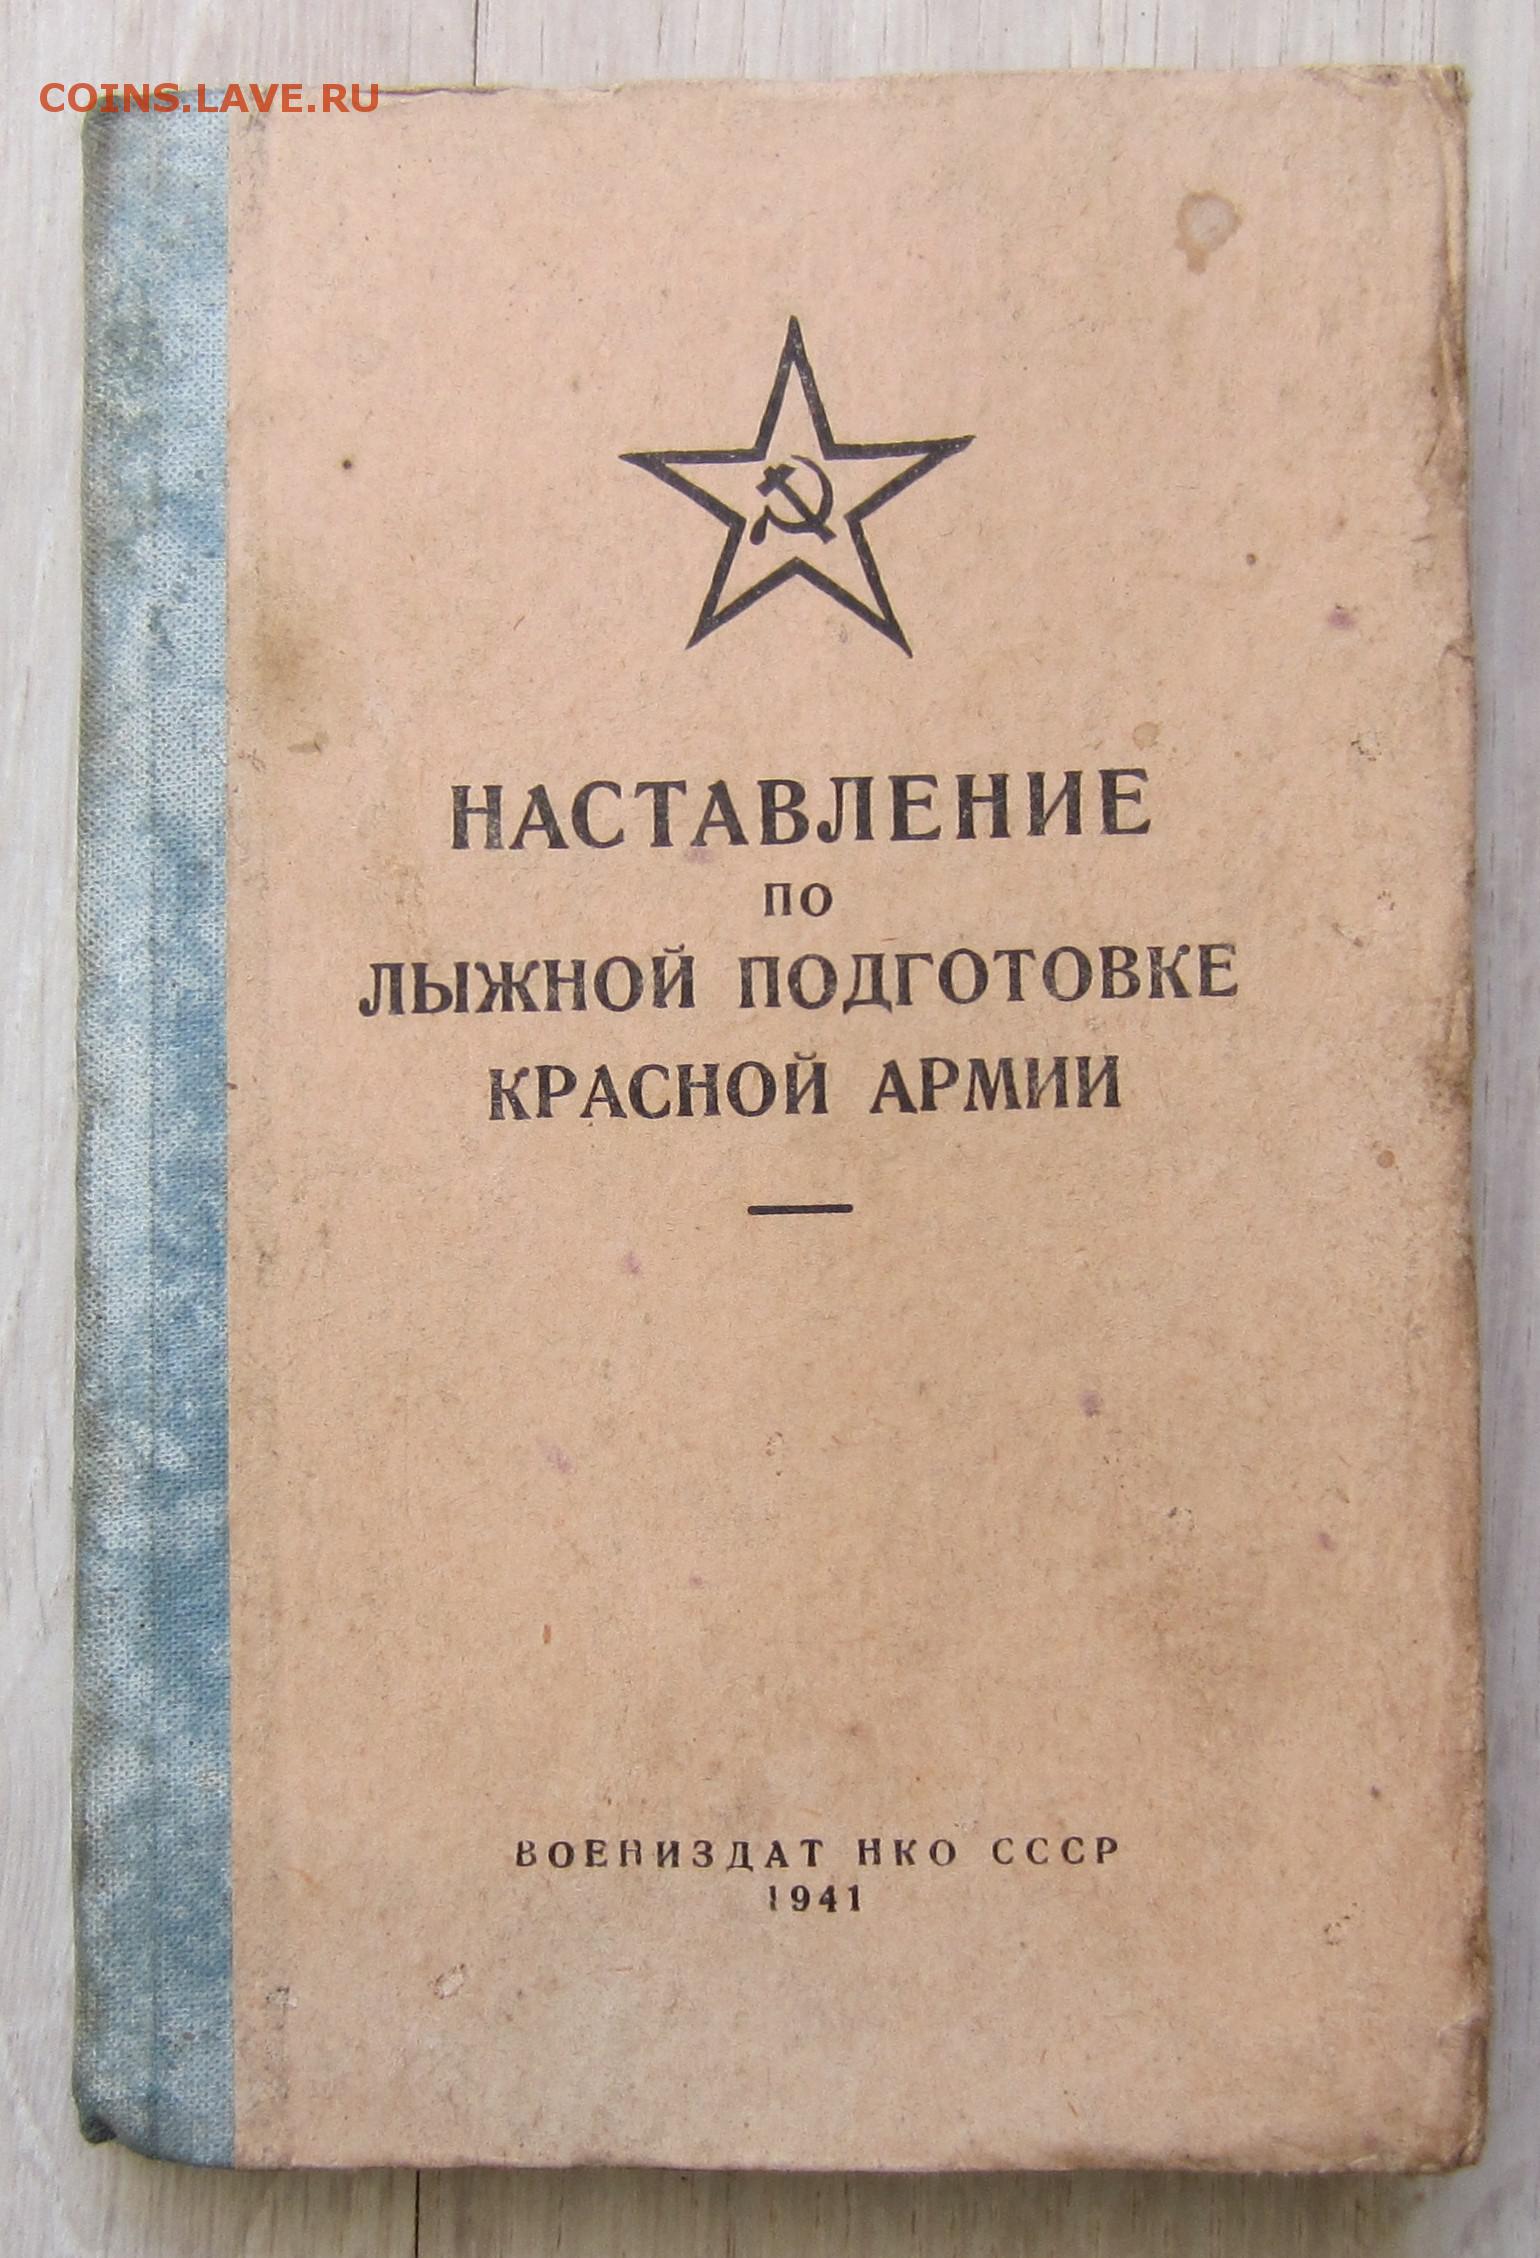 COINS.LAVE.RU
НАСТАВЛЕНИЕ
ПО
ЛЫЖНОЙ ПОДГОТОВКЕ
КРАСНОЙ АРМИИ
ВОЕНИЗДАТ НКО СССР
1941